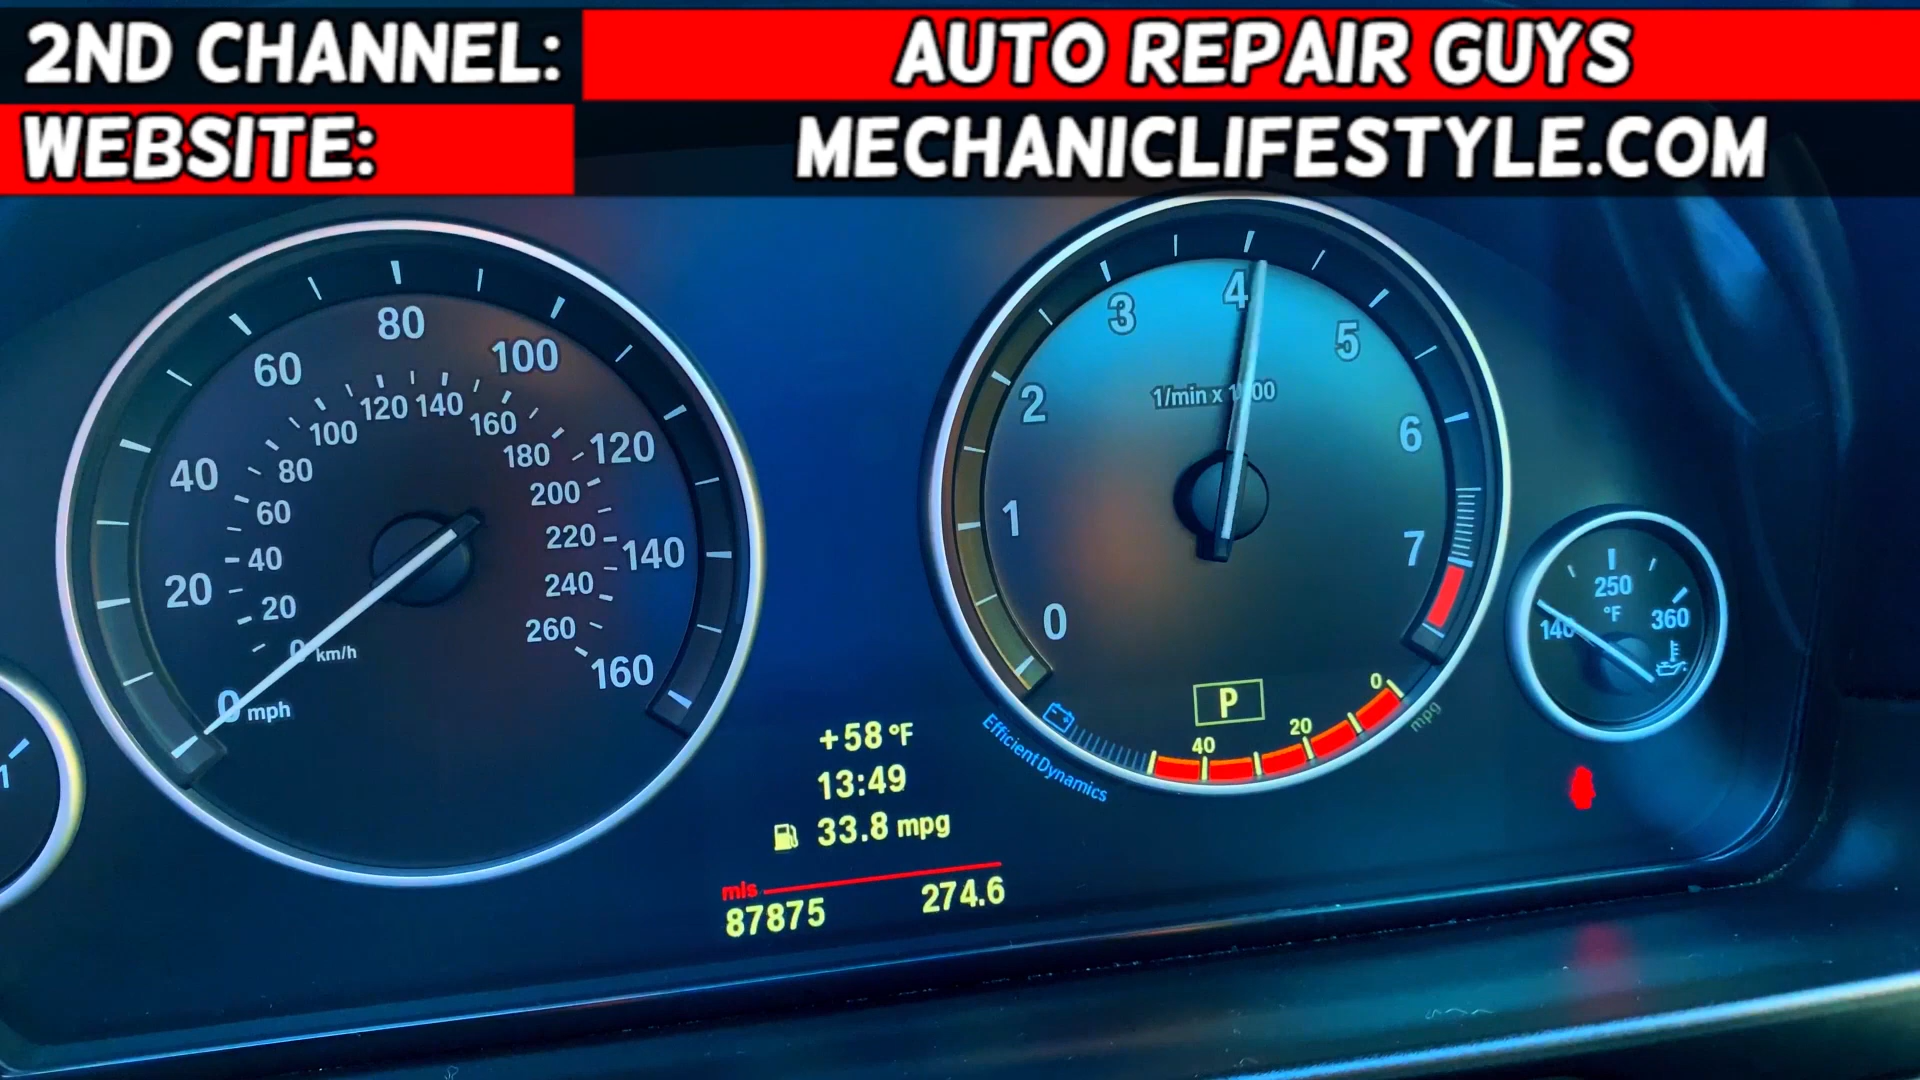 2ND CHANNEL: AUTO REPAIR GUYS
WEBSITE: MECHANICLIFESTYLE.COM
0 20 40 60 80 100 120 140 160
mph
0 20 40 60 80 100 120 140 160 180 200 220 240 260
km/h
0 1 2 3 4 5 6 7
1/min x
P
40 20 0
mpg
EfficientDynamics
140 250 360
°F
1
+58 °F
13:49
33.8 mpg
mls
87875 274.6